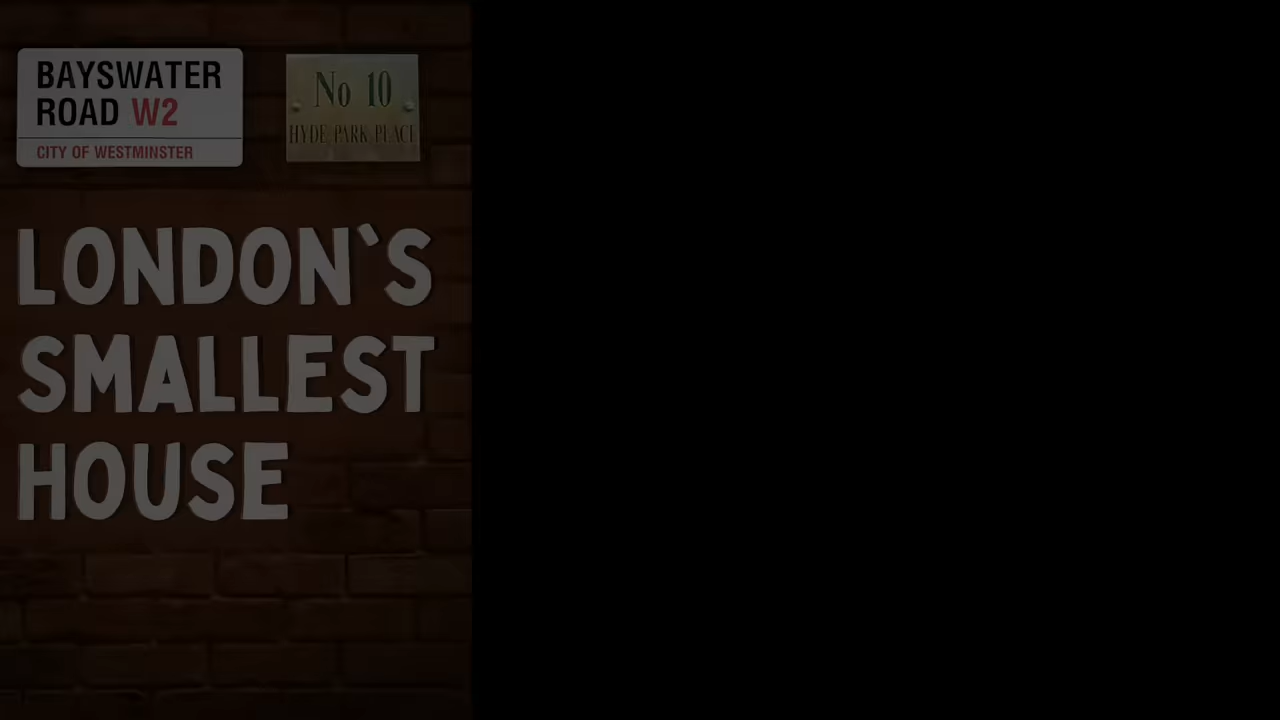 BAYSWATER
ROAD W2
CITY OF WESTMINSTER
No 10
HYDE PARK PLACE
LONDON`S
SMALLEST
HOUSE